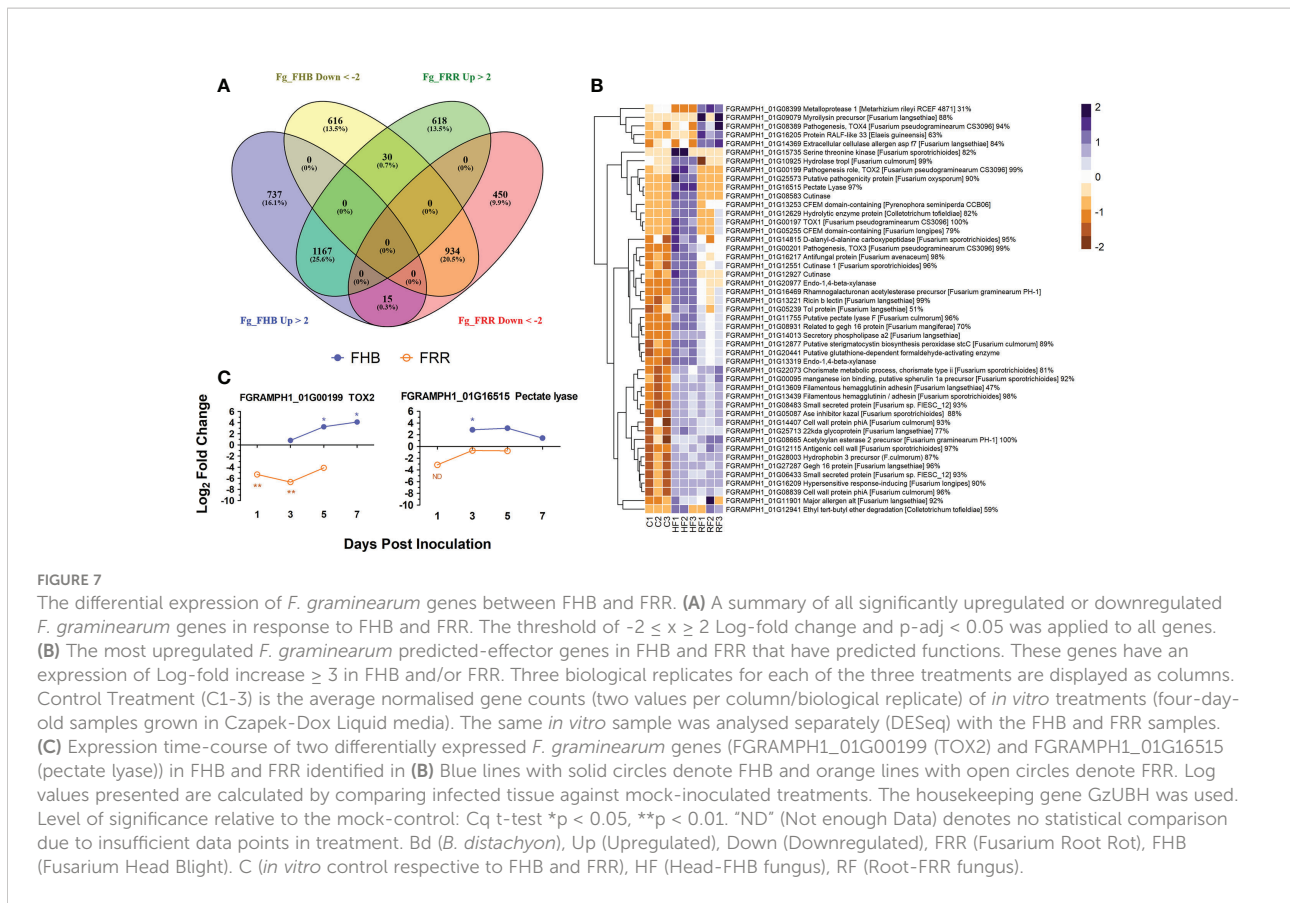 A
Fg_FHB Down < -2
Fg_FRR Up > 2
616
(13.5%)
618
(13.5%)
0
(0%)
30
(0.7%)
0
(0%)
737
(16.1%)
450
(9.9%)
0
(0%)
0
(0%)
1167
(25.6%)
0
(0%)
934
(20.5%)
0
(0%)
0
(0%)
15
(0.3%)
Fg_FHB Up > 2
Fg_FRR Down < -2
FHB
FRR
C
FGRAMPH1_01G00199 TOX2
FGRAMPH1_01G16515 Pectate lyase
Log2 Fold Change
6
4
2
0
-2
-4
-6
-8
-10
*
*
**
**
1
3
5
7
6
4
2
0
-2
-4
-6
-8
-10
*
ND
1
3
5
7
Days Post Inoculation
B
FGRAMPH1_01G08399 Metalloprotease 1 [Metarhizium rileyi RCEF 4871] 31%
FGRAMPH1_01G09079 Myroilysin precursor [Fusarium langsethiae] 88%
FGRAMPH1_01G08389 Pathogenesis, TOX4 [Fusarium pseudograminearum CS3096] 94%
FGRAMPH1_01G16205 Protein RALF-like 33 [Elaeis guineensis] 63%
FGRAMPH1_01G14369 Extracellular cellulase allergen asp f7 [Fusarium langsethiae] 84%
FGRAMPH1_01G15735 Serine threonine kinase [Fusarium sporotrichioides] 82%
FGRAMPH1_01G10925 Hydrolase tropI [Fusarium culmorum] 99%
FGRAMPH1_01G00199 Pathogenesis role, TOX2 [Fusarium pseudograminearum CS3096] 99%
FGRAMPH1_01G25573 Putative pathogenicity protein [Fusarium oxysporum] 90%
FGRAMPH1_01G16515 Pectate Lyase 97%
FGRAMPH1_01G08583 Cutinase
FGRAMPH1_01G13253 CFEM domain-containing [Pyrenophora seminiperda CCB06]
FGRAMPH1_01G12629 Hydrolytic enzyme protein [Colletotrichum tofieldiae] 82%
FGRAMPH1_01G00197 TOX1 [Fusarium pseudograminearum CS3096] 100%
FGRAMPH1_01G05255 CFEM domain-containing [Fusarium longipes] 79%
FGRAMPH1_01G14815 D-alanyl-d-alanine carboxypeptidase [Fusarium sporotrichioides] 95%
FGRAMPH1_01G00201 Pathogenesis, TOX3 [Fusarium pseudograminearum CS3096] 99%
FGRAMPH1_01G16217 Antifungal protein [Fusarium avenaceum] 98%
FGRAMPH1_01G12551 Cutinase 1 [Fusarium sporotrichioides] 96%
FGRAMPH1_01G12927 Cutinase
FGRAMPH1_01G20977 Endo-1,4-beta-xylanase
FGRAMPH1_01G16469 Rhamnogalacturonan acetylesterase precursor [Fusarium graminearum PH-1]
FGRAMPH1_01G13221 Ricin b lectin [Fusarium langsethiae] 99%
FGRAMPH1_01G05239 Tol protein [Fusarium langsethiae] 51%
FGRAMPH1_01G11755 Putative pectate lyase F [Fusarium culmorum] 96%
FGRAMPH1_01G08931 Related to gegh 16 protein [Fusarium mangiferae] 70%
FGRAMPH1_01G14013 Secretory phospholipase a2 [Fusarium langsethiae]
FGRAMPH1_01G12877 Putative sterigmatocystin biosynthesis peroxidase stcC [Fusarium culmorum] 89%
FGRAMPH1_01G20441 Putative glutathione-dependent formaldehyde-activating enzyme
FGRAMPH1_01G13319 Endo-1,4-beta-xylanase
FGRAMPH1_01G22073 Chorismate metabolic process, chorismate type ii [Fusarium sporotrichioides] 81%
FGRAMPH1_01G00095 manganese ion binding, putative spherulin 1a precursor [Fusarium sporotrichioides] 92%
FGRAMPH1_01G13609 Filamentous hemagglutinin adhesin [Fusarium langsethiae] 47%
FGRAMPH1_01G13439 Filamentous hemagglutinin / adhesin [Fusarium langsethiae] 98%
FGRAMPH1_01G08483 Small secreted protein [Fusarium sp. FIESC_12] 93%
FGRAMPH1_01G05087 Ase inhibitor kazal [Fusarium sporotrichioides] 88%
FGRAMPH1_01G14407 Cell wall protein phiA [Fusarium culmorum] 93%
FGRAMPH1_01G25713 22kda glycoprotein [Fusarium langsethiae] 77%
FGRAMPH1_01G08665 Acetylxylan esterase 2 precursor [Fusarium graminearum PH-1] 100%
FGRAMPH1_01G12115 Antigenic cell wall [Fusarium sporotrichioides] 97%
FGRAMPH1_01G28003 Hydrophobin 3 precursor (F.culmorum) 87%
FGRAMPH1_01G27287 Gegh 16 protein [Fusarium langsethiae] 96%
FGRAMPH1_01G06433 Small secreted protein [Fusarium sp. FIESC_12] 93%
FGRAMPH1_01G16209 Hypersensitive response-inducing [Fusarium longipes] 90%
FGRAMPH1_01G08839 Cell wall protein phiA [Fusarium culmorum] 96%
FGRAMPH1_01G11901 Major allergen alt [Fusarium langsethiae] 92%
FGRAMPH1_01G12941 Ethyl tert-butyl ether degradation [Colletotrichum tofieldiae] 59%
C1
C2
C3
HF1
HF2
HF3
RF1
RF2
RF3
2
1
0
-1
-2
FIGURE 7
The differential expression of F. graminearum genes between FHB and FRR. (A) A summary of all significantly upregulated or downregulated
F. graminearum genes in response to FHB and FRR. The threshold of -2 ≤ x ≥ 2 Log-fold change and p-adj < 0.05 was applied to all genes.
(B) The most upregulated F. graminearum predicted-effector genes in FHB and FRR that have predicted functions. These genes have an
expression of Log-fold increase ≥ 3 in FHB and/or FRR. Three biological replicates for each of the three treatments are displayed as columns.
Control Treatment (C1-3) is the average normalised gene counts (two values per column/biological replicate) of in vitro treatments (four-day-
old samples grown in Czapek-Dox Liquid media). The same in vitro sample was analysed separately (DESeq) with the FHB and FRR samples.
(C) Expression time-course of two differentially expressed F. graminearum genes (FGRAMPH1_01G00199 (TOX2) and FGRAMPH1_01G16515
(pectate lyase)) in FHB and FRR identified in (B) Blue lines with solid circles denote FHB and orange lines with open circles denote FRR. Log
values presented are calculated by comparing infected tissue against mock-inoculated treatments. The housekeeping gene GzUBH was used.
Level of significance relative to the mock-control: Cq t-test *p < 0.05, **p < 0.01. "ND" (Not enough Data) denotes no statistical comparison
due to insufficient data points in treatment. Bd (B. distachyon), Up (Upregulated), Down (Downregulated), FRR (Fusarium Root Rot), FHB
(Fusarium Head Blight). C (in vitro control respective to FHB and FRR), HF (Head-FHB fungus), RF (Root-FRR fungus).